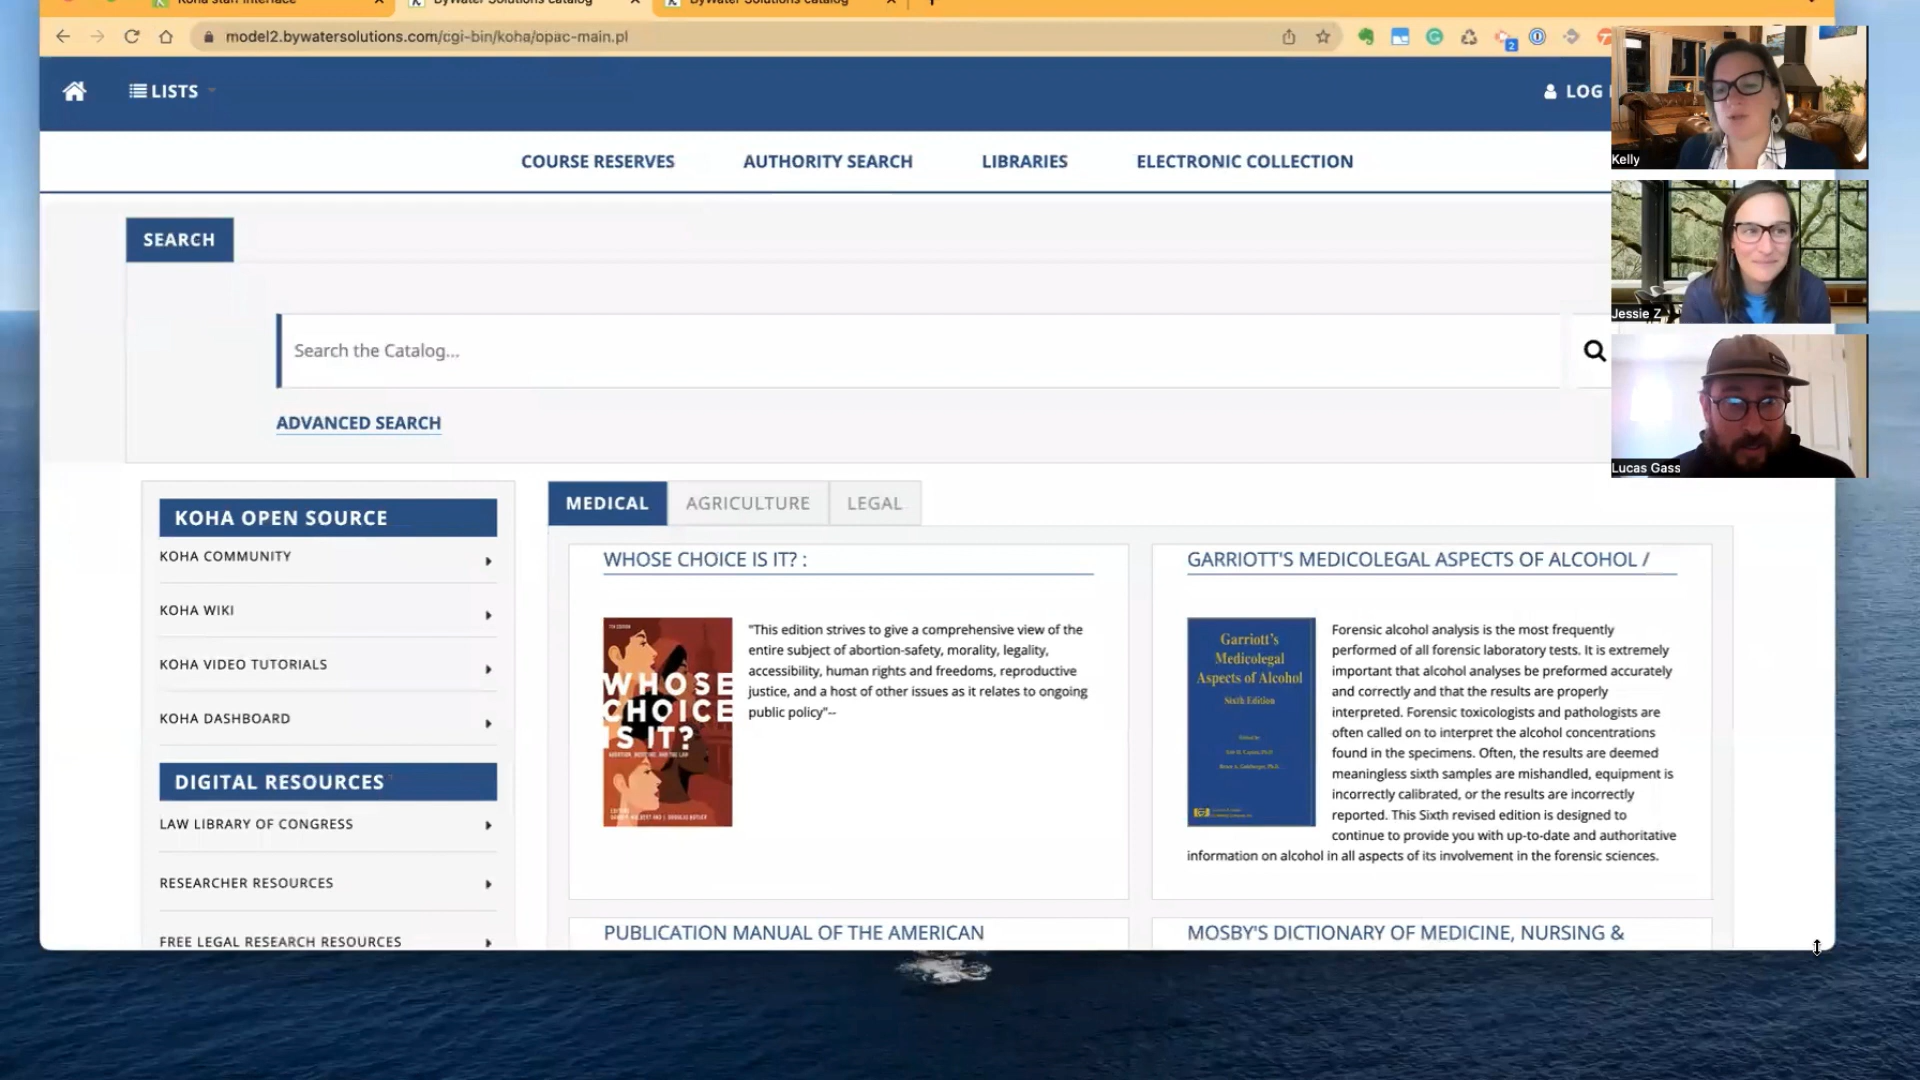 Koha staff interface
ByWater Solutions catalog
ByWater Solutions catalog
model2.bywatersolutions.com/cgi-bin/koha/opac-main.pl
2
LISTS
LOG
COURSE RESERVES
AUTHORITY SEARCH
LIBRARIES
ELECTRONIC COLLECTION
Kelly
Jessie Z
Lucas Gass
SEARCH
Search the Catalog...
ADVANCED SEARCH
KOHA OPEN SOURCE
KOHA COMMUNITY
KOHA WIKI
KOHA VIDEO TUTORIALS
KOHA DASHBOARD
DIGITAL RESOURCES
LAW LIBRARY OF CONGRESS
RESEARCHER RESOURCES
FREE LEGAL RESEARCH RESOURCES
MEDICAL
AGRICULTURE
LEGAL
WHOSE CHOICE IS IT? :
WHOSE
CHOICE
IS IT?
"This edition strives to give a comprehensive view of the
entire subject of abortion-safety, morality, legality,
accessibility, human rights and freedoms, reproductive
justice, and a host of other issues as it relates to ongoing
public policy"--
GARRIOTT'S MEDICOLEGAL ASPECTS OF ALCOHOL /
Garriott's
Medicolegal
Aspects of Alcohol
Sixth Edition
Forensic alcohol analysis is the most frequently
performed of all forensic laboratory tests. It is extremely
important that alcohol analyses be preformed accurately
and correctly and that the results are properly
interpreted. Forensic toxicologists and pathologists are
often called on to interpret the alcohol concentrations
found in the specimens. Often, the results are deemed
meaningless sixth samples are mishandled, equipment is
incorrectly calibrated, or the results are incorrectly
reported. This Sixth revised edition is designed to
continue to provide you with up-to-date and authoritative
information on alcohol in all aspects of its involvement in the forensic sciences.
PUBLICATION MANUAL OF THE AMERICAN
MOSBY'S DICTIONARY OF MEDICINE, NURSING &